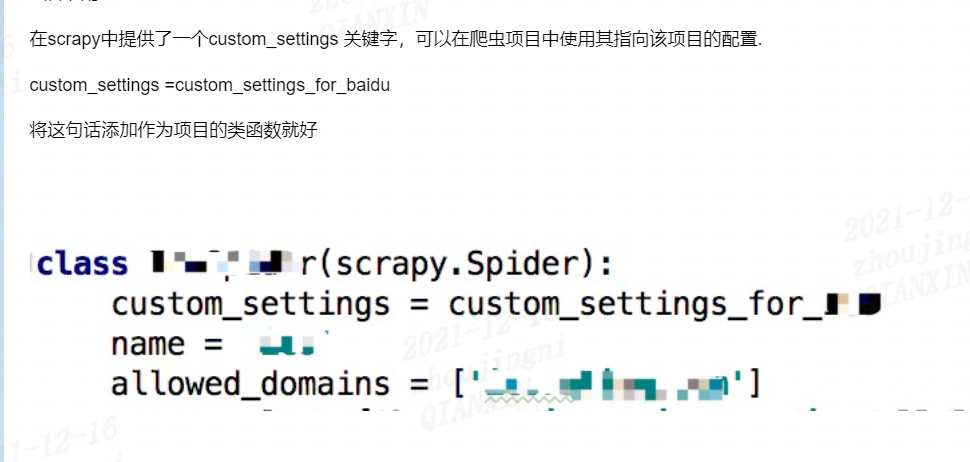 在scrapy中提供了一个custom_settings 关键字，可以在爬虫项目中使用其指向该项目的配置.
custom_settings =custom_settings_for_baidu
将这句话添加作为项目的类函数就好
2021-12-
zhoujing
QIANXIN
class r(scrapy.Spider):
custom_settings = custom_settings_for_
name =
allowed_domains = ['']
zhoujingni
QIANXIN
1-12-16